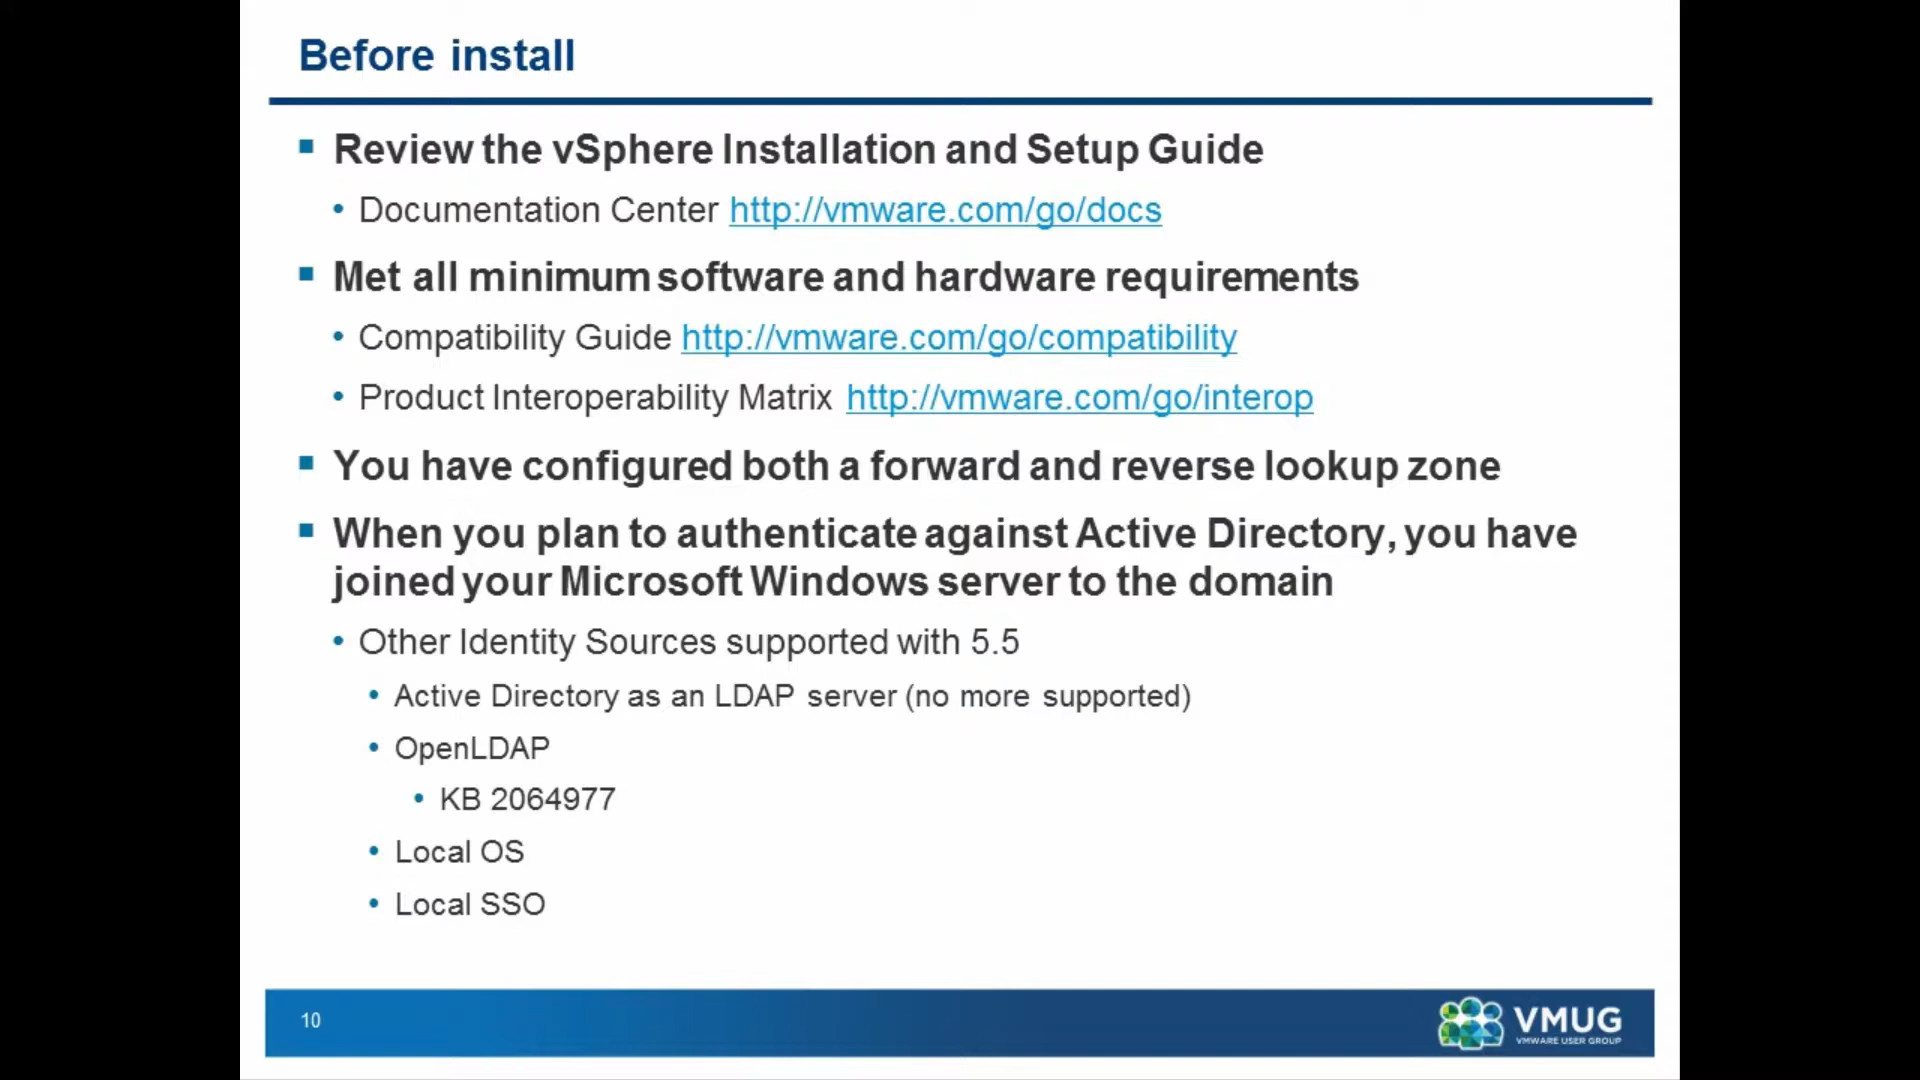 Before install
Review the vSphere Installation and Setup Guide
Documentation Center http://vmware.com/go/docs
Met all minimum software and hardware requirements
Compatibility Guide http://vmware.com/go/compatibility
Product Interoperability Matrix http://vmware.com/go/interop
You have configured both a forward and reverse lookup zone
When you plan to authenticate against Active Directory, you have
joined your Microsoft Windows server to the domain
Other Identity Sources supported with 5.5
Active Directory as an LDAP server (no more supported)
OpenLDAP
KB 2064977
Local OS
Local SSO
10
VMUG
VMWARE USER GROUP